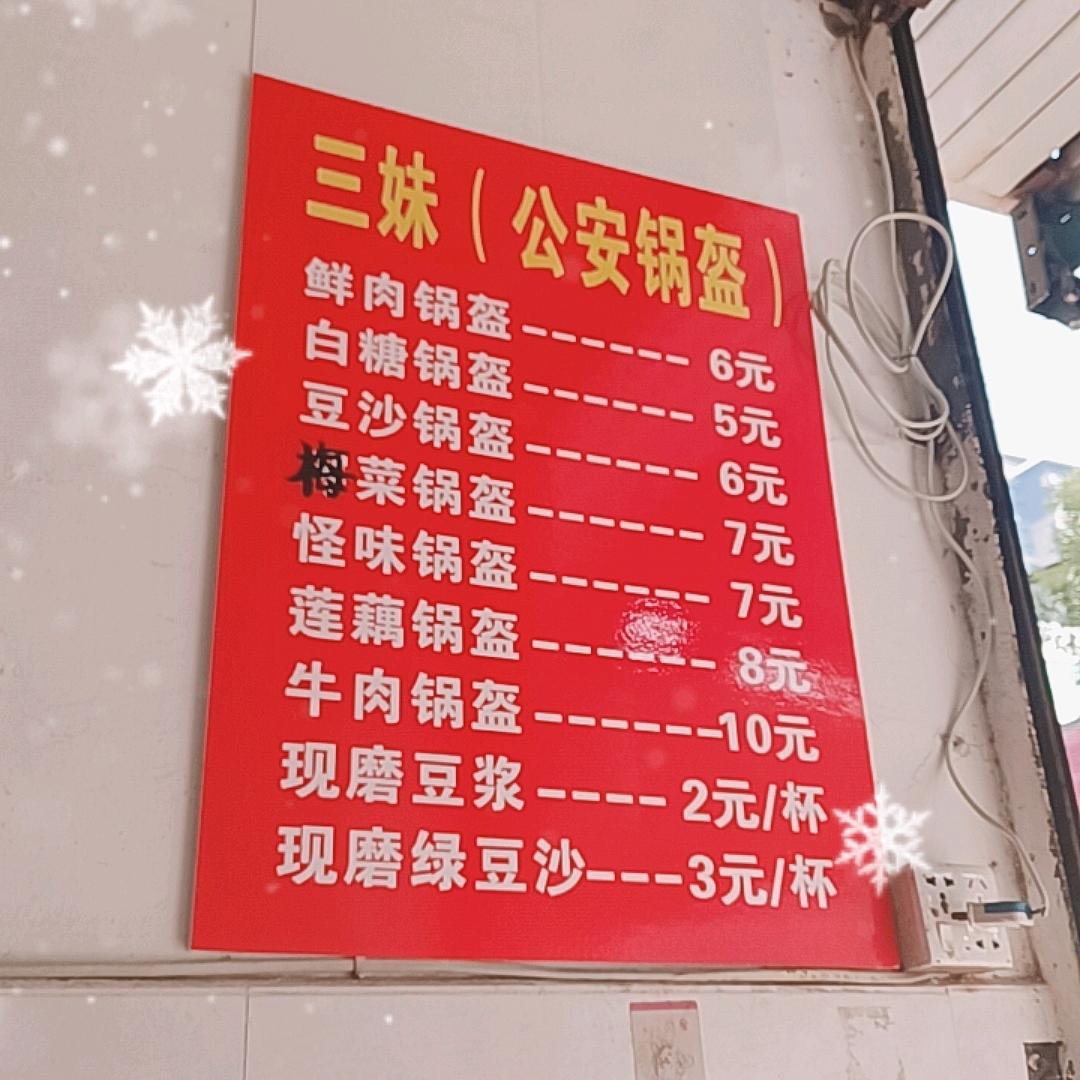 三妹（公安锅盔）
鲜肉锅盔------6元
白糖锅盔------5元
豆沙锅盔------6元
梅菜锅盔------7元
怪味锅盔------7元
莲藕锅盔------8元
牛肉锅盔------10元
现磨豆浆----2元/杯
现磨绿豆沙---3元/杯